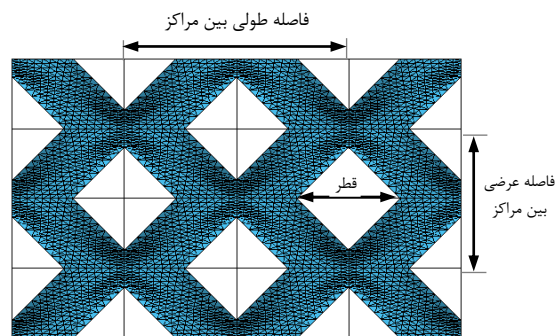 فاصله طولی بین مراکز
قطر
فاصله عرضی
بین مراکز